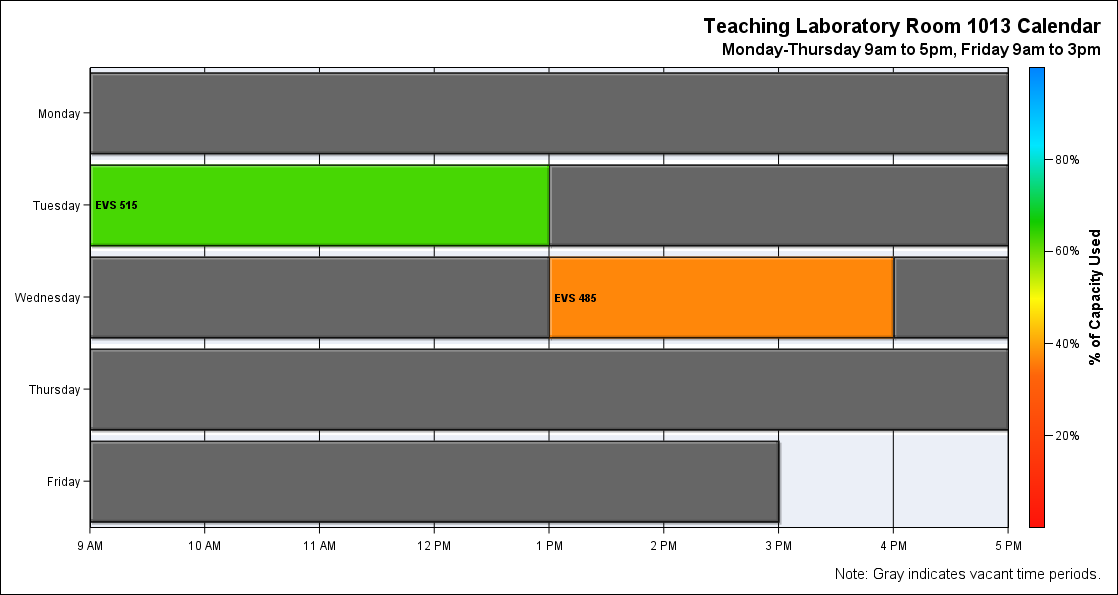 Teaching Laboratory Room 1013 Calendar
Monday-Thursday 9am to 5pm, Friday 9am to 3pm
Monday
Tuesday
EVS 515
Wednesday
EVS 485
Thursday
Friday
9 AM 10 AM 11 AM 12 PM 1 PM 2 PM 3 PM 4 PM 5 PM
80%
60%
40%
20%
% of Capacity Used
Note: Gray indicates vacant time periods.